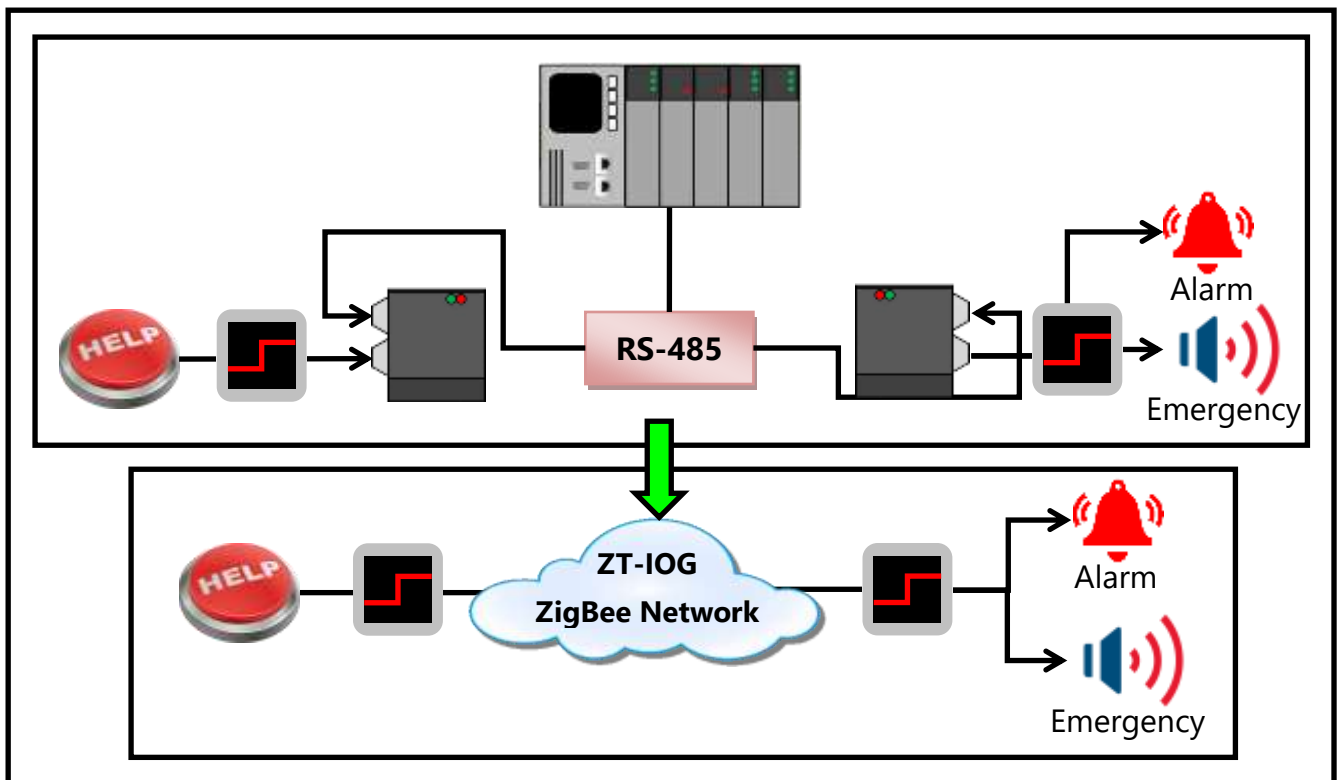 Alarm
HELP
RS-485
Emergency
ZT-IOG
ZigBee Network
HELP
Alarm
Emergency